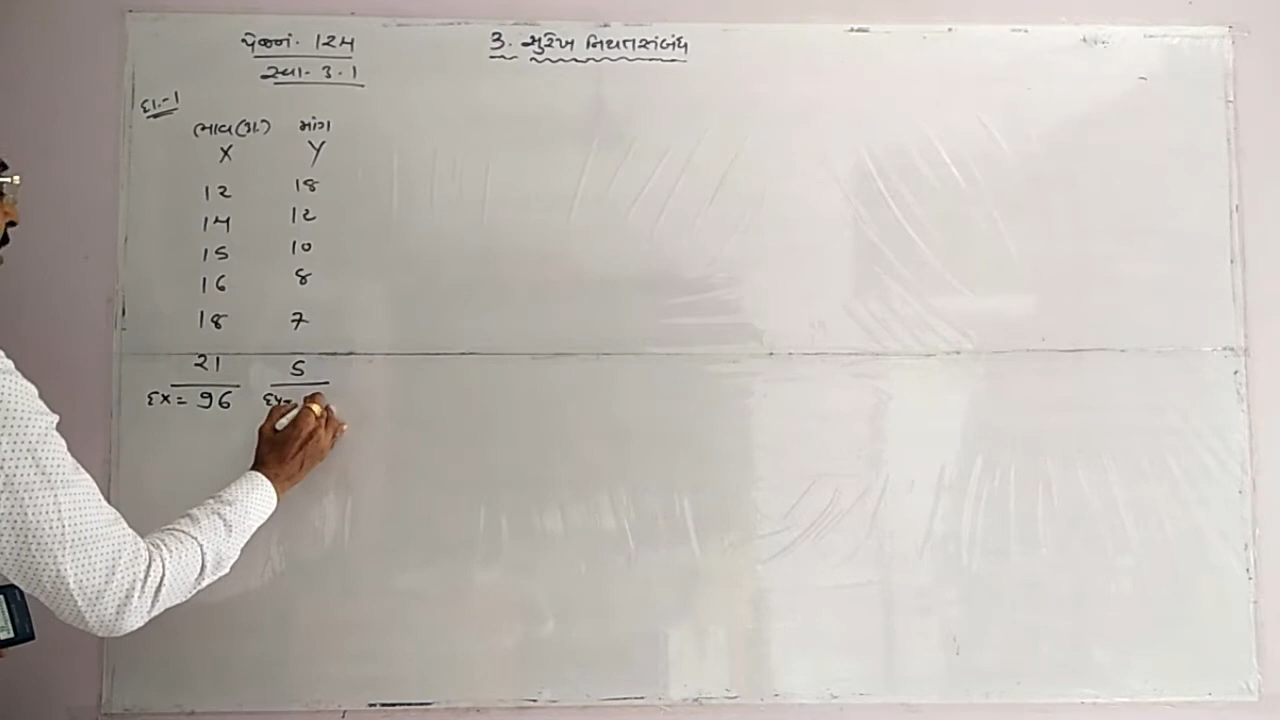 પેજનં. 124
3. સુરેખ નિયતસંબંધ
સ્વા- 3.1
દા.-1
ભાવ(રૂા.) માંગ
X Y
12 18
14 12
15 10
16 8
18 7
21 5
Σx = 96 Σy=